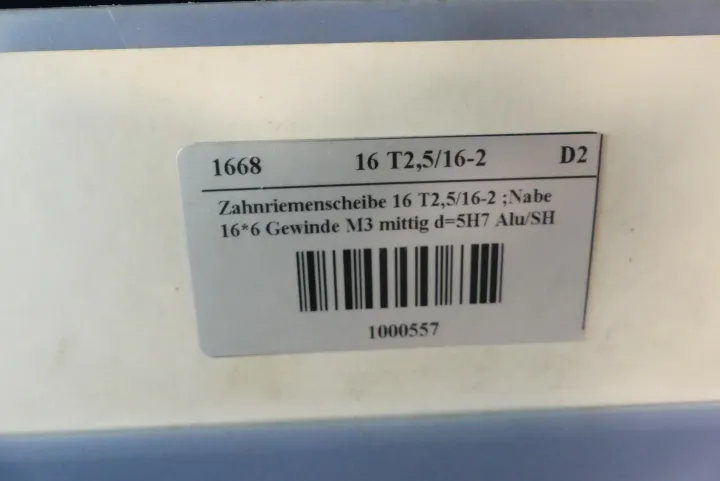 1668 16 T2,5/16-2 D2
Zahnriemenscheibe 16 T2,5/16-2 ;Nabe
16*6 Gewinde M3 mittig d=5H7 Alu/SH
1000557